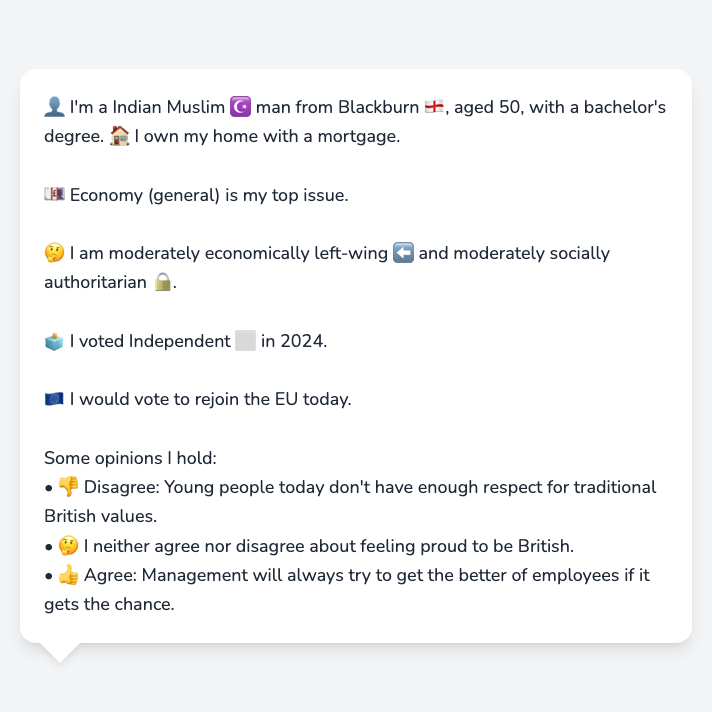 👤 I'm a Indian Muslim ☪️ man from Blackburn 🏴󠁧󠁢󠁥󠁮󠁧󠁿, aged 50, with a bachelor's
degree. 🏠 I own my home with a mortgage.
💷 Economy (general) is my top issue.
🤔 I am moderately economically left-wing ⬅️ and moderately socially
authoritarian 🔒.
🗳️ I voted Independent ⬜ in 2024.
🇪🇺 I would vote to rejoin the EU today.
Some opinions I hold:
• 👎 Disagree: Young people today don't have enough respect for traditional
British values.
• 🤔 I neither agree nor disagree about feeling proud to be British.
• 👍 Agree: Management will always try to get the better of employees if it
gets the chance.